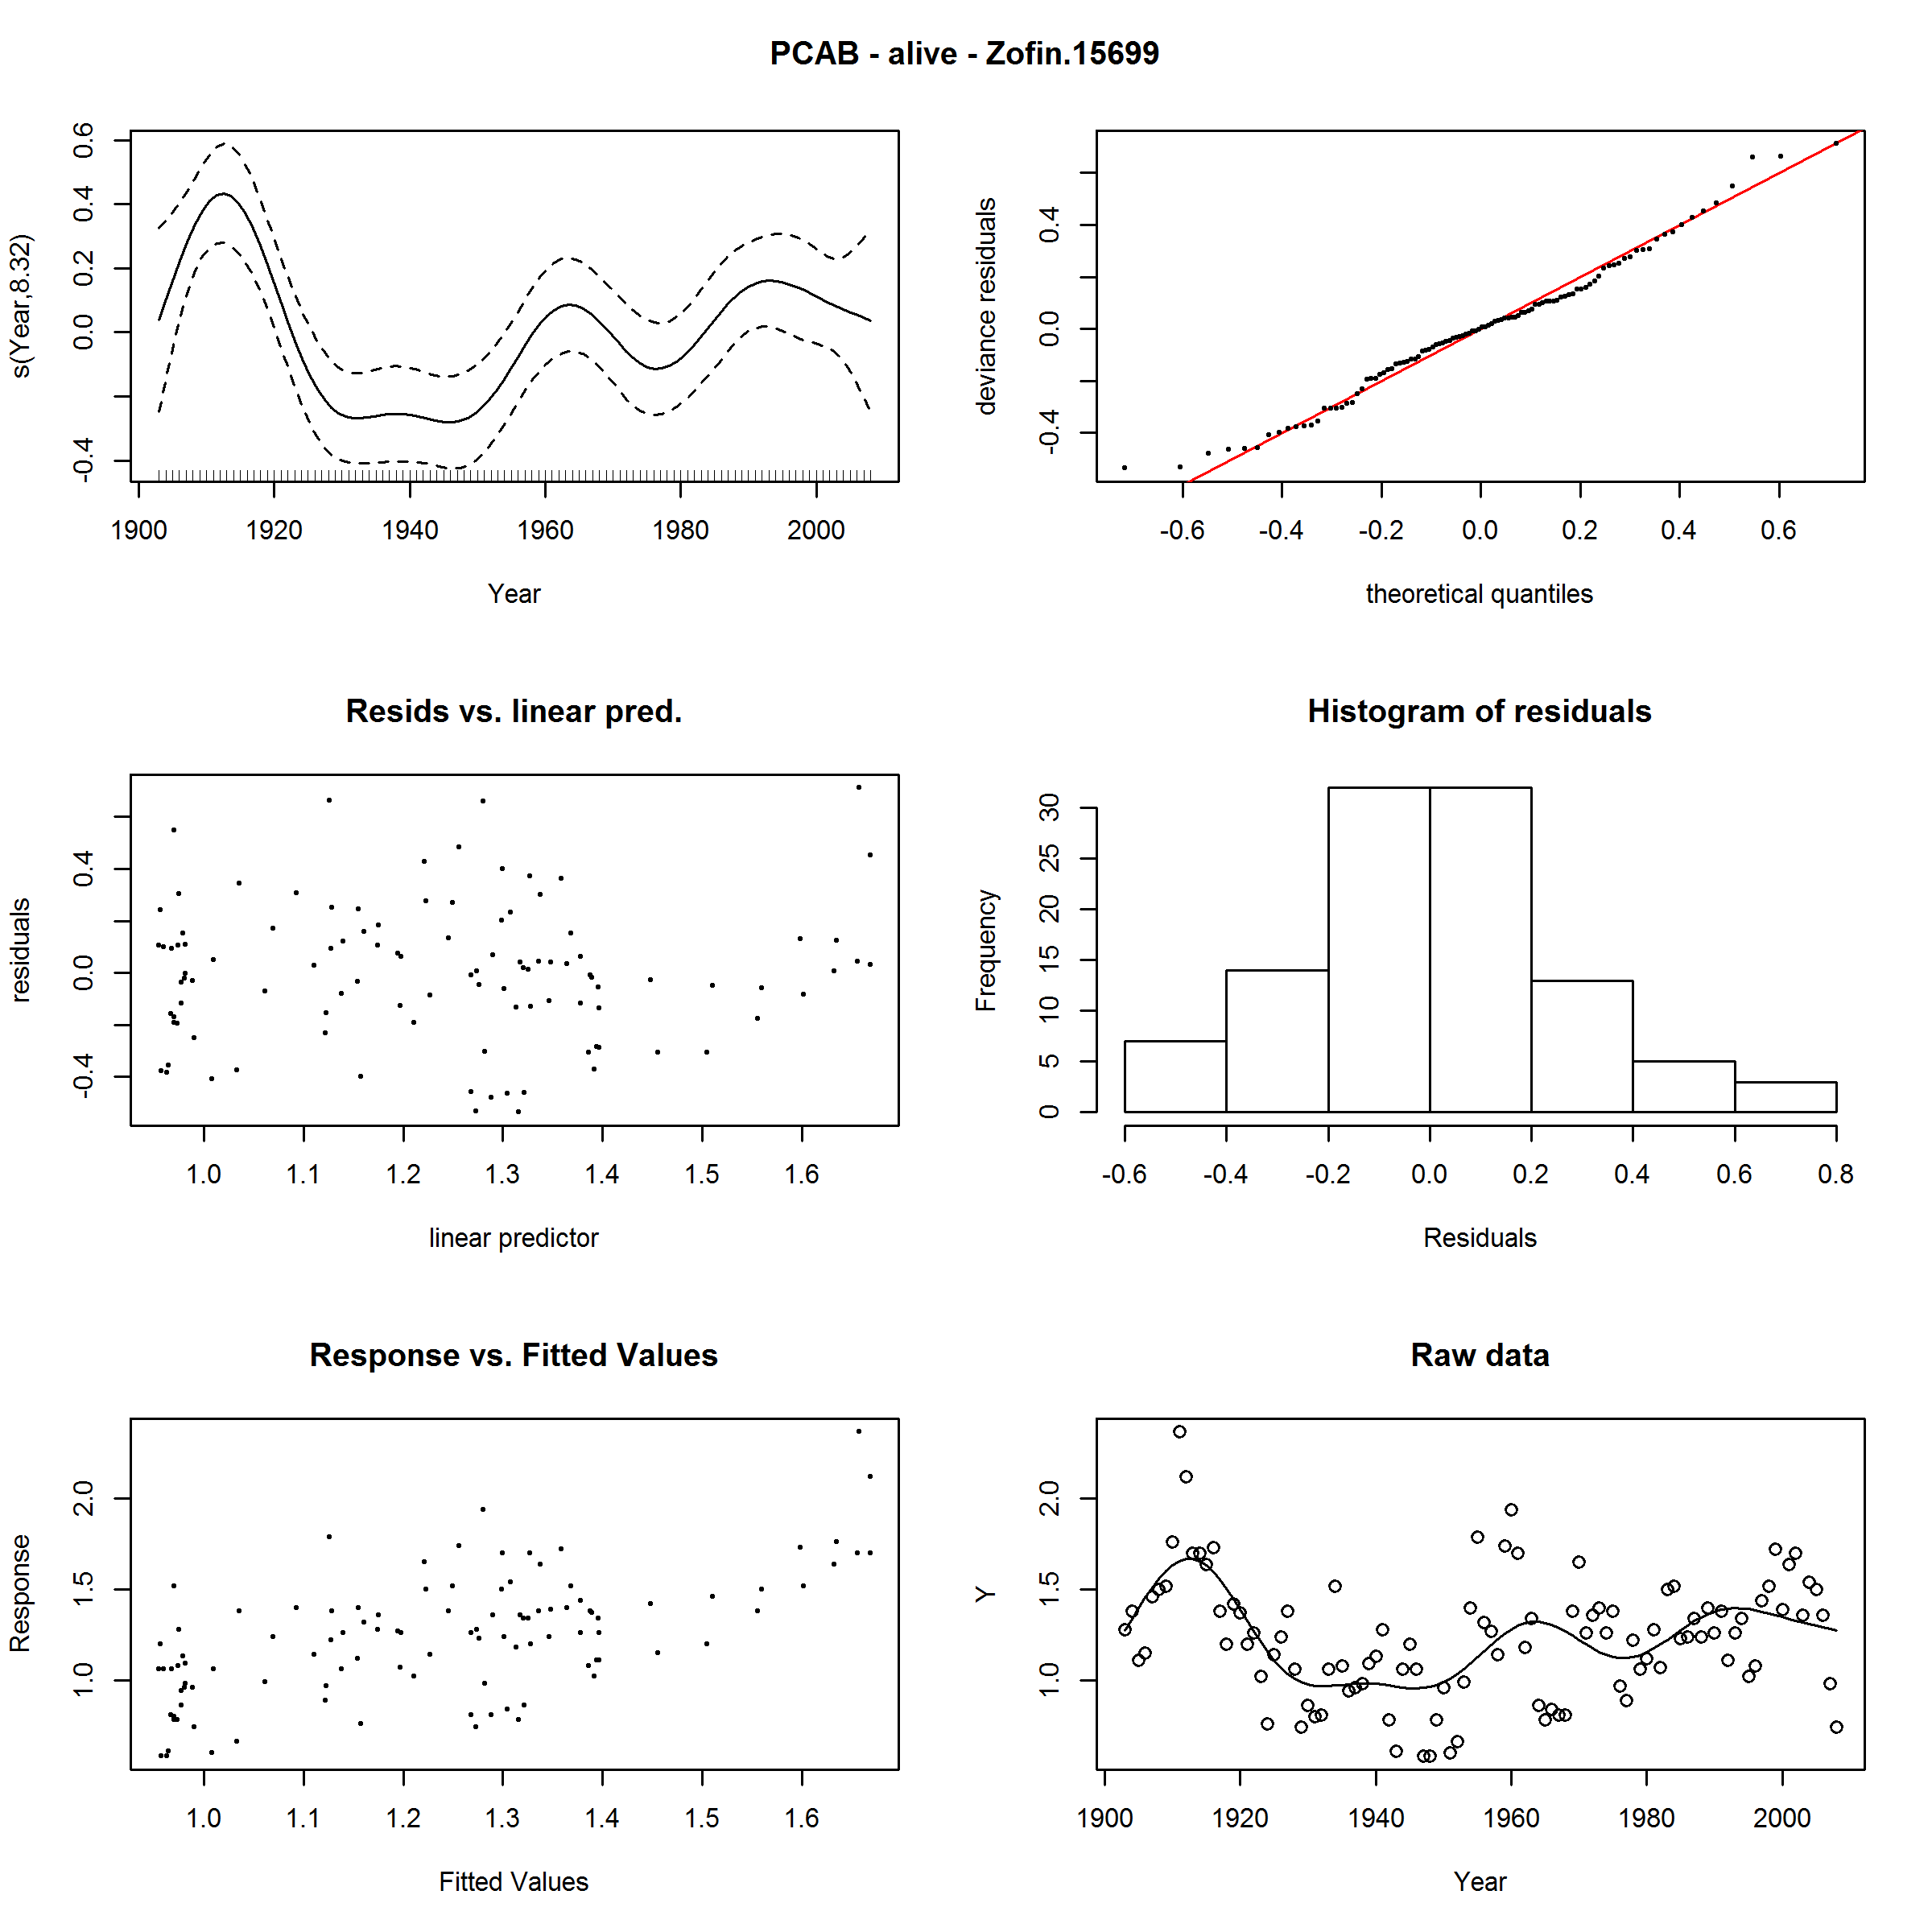 PCAB - alive - Zofin.15699
s(Year,8.32)
-0.4 0.0 0.2 0.4 0.6
1900 1920 1940 1960 1980 2000
Year
deviance residuals
-0.4 0.0 0.4
-0.6 -0.4 -0.2 0.0 0.2 0.4 0.6
theoretical quantiles
Resids vs. linear pred.
residuals
-0.4 0.0 0.4
1.0 1.1 1.2 1.3 1.4 1.5 1.6
linear predictor
Histogram of residuals
Frequency
0 5 10 15 20 25 30
-0.6 -0.4 -0.2 0.0 0.2 0.4 0.6 0.8
Residuals
Response vs. Fitted Values
Response
1.0 1.5 2.0
1.0 1.1 1.2 1.3 1.4 1.5 1.6
Fitted Values
Raw data
Y
1.0 1.5 2.0
1900 1920 1940 1960 1980 2000
Year